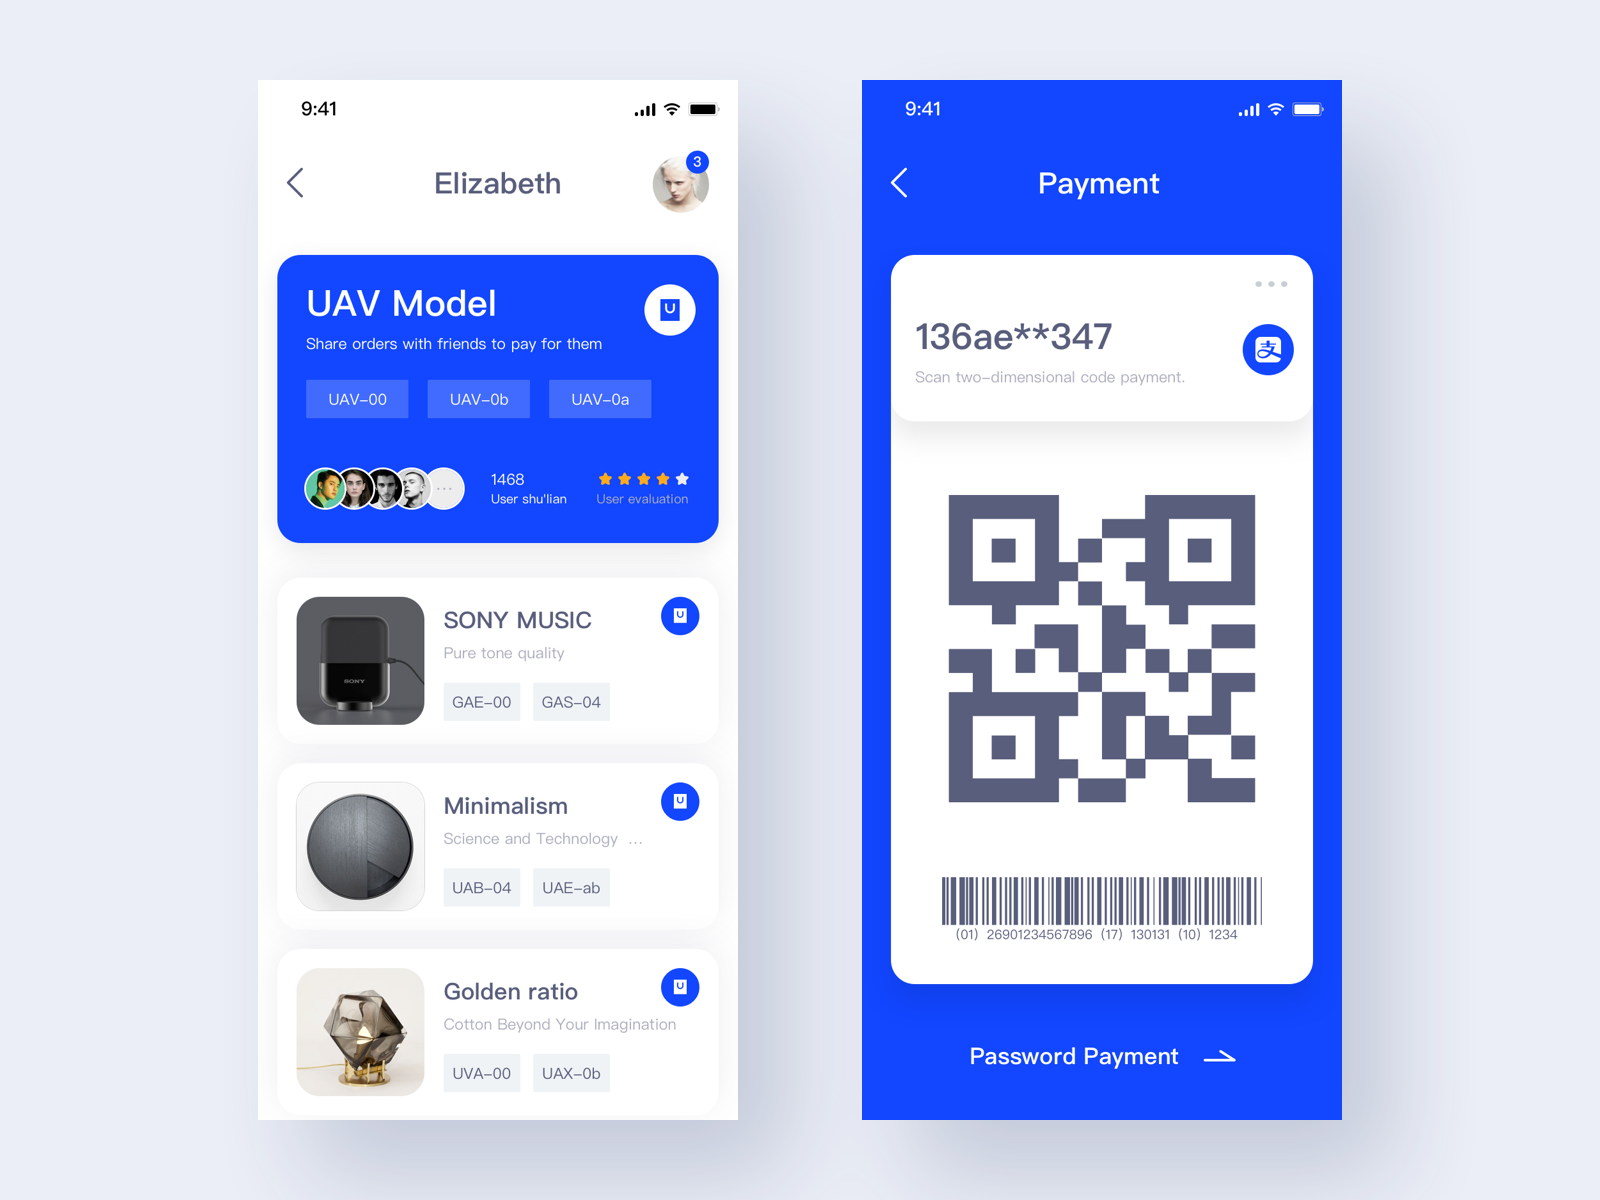 9:41
Elizabeth
3
UAV Model
U
Share orders with friends to pay for them
UAV–00
UAV–0b
UAV–0a
1468
User shu'lian
User evaluation
SONY MUSIC
U
Pure tone quality
SONY
GAE–00
GAS–04
Minimalism
U
Science and Technology ...
UAB–04
UAE–ab
Golden ratio
U
Cotton Beyond Your Imagination
UVA–00
UAX–0b
9:41
Payment
136ae**347
支
Scan two–dimensional code payment.
(01) 26901234567896 (17) 130131 (10) 1234
Password Payment